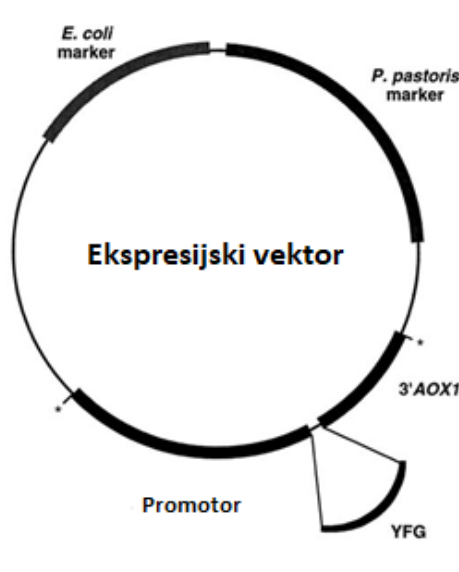 E. coli
marker
P. pastoris
marker
Ekspresijski vektor
*
3'AOX1
*
Promotor
YFG